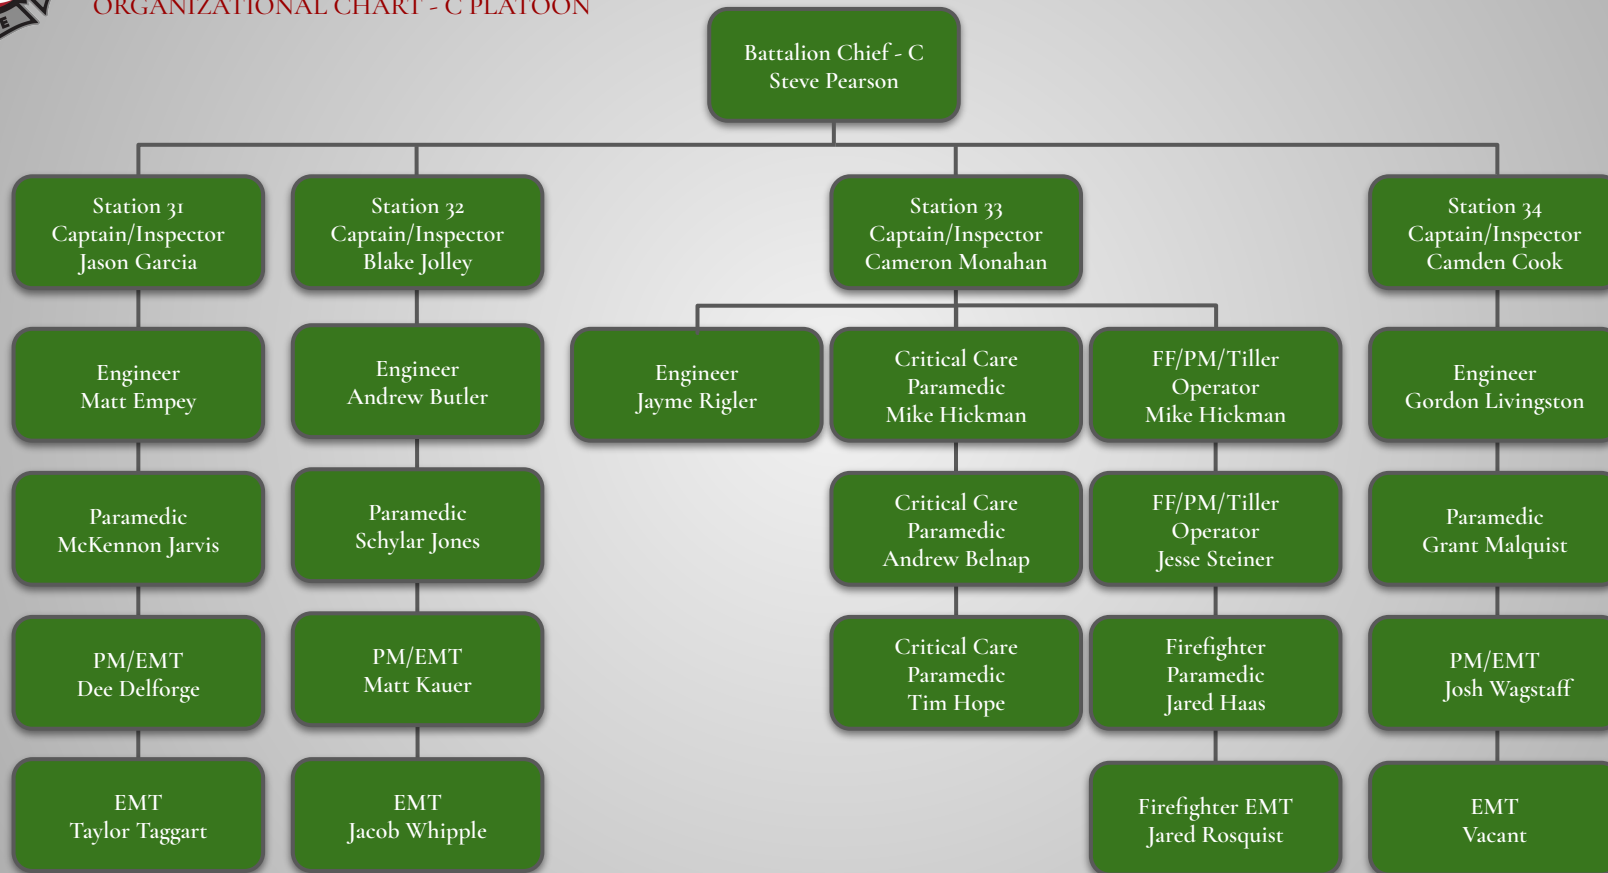 ORGANIZATIONAL CHART - C PLATOON
Battalion Chief - C
Steve Pearson
Station 31
Captain/Inspector
Jason Garcia
Station 32
Captain/Inspector
Blake Jolley
Station 33
Captain/Inspector
Cameron Monahan
Station 34
Captain/Inspector
Camden Cook
Engineer
Matt Empey
Engineer
Andrew Butler
Engineer
Jayme Rigler
Critical Care
Paramedic
Mike Hickman
FF/PM/Tiller
Operator
Mike Hickman
Engineer
Gordon Livingston
Paramedic
McKennon Jarvis
Paramedic
Schylar Jones
Critical Care
Paramedic
Andrew Belnap
FF/PM/Tiller
Operator
Jesse Steiner
Paramedic
Grant Malquist
PM/EMT
Dee Delforge
PM/EMT
Matt Kauer
Critical Care
Paramedic
Tim Hope
Firefighter
Paramedic
Jared Haas
PM/EMT
Josh Wagstaff
EMT
Taylor Taggart
EMT
Jacob Whipple
Firefighter EMT
Jared Rosquist
EMT
Vacant